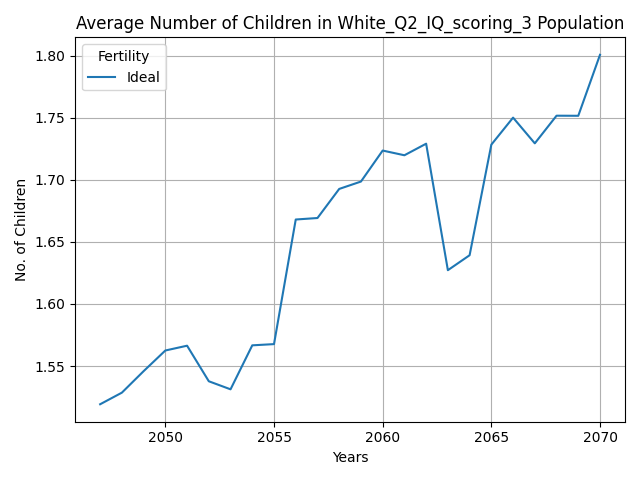 Average Number of Children in White_Q2_IQ_scoring_3 Population
Fertility
Ideal
No. of Children
1.80
1.75
1.70
1.65
1.60
1.55
2050 2055 2060 2065 2070
Years